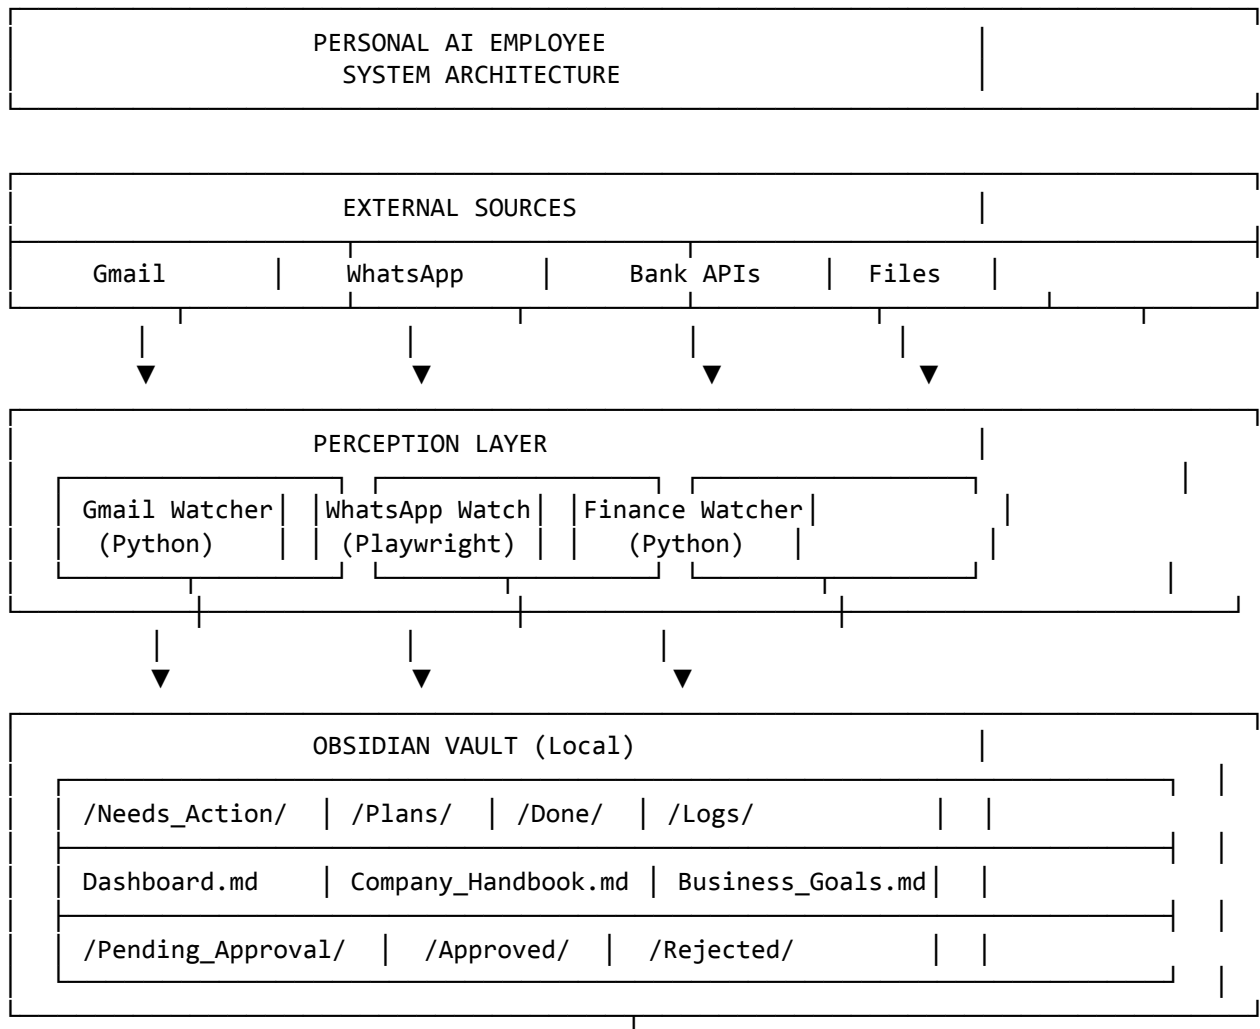 PERSONAL AI EMPLOYEE
SYSTEM ARCHITECTURE
EXTERNAL SOURCES
Gmail WhatsApp Bank APIs Files
PERCEPTION LAYER
Gmail Watcher WhatsApp Watch Finance Watcher
(Python) (Playwright) (Python)
OBSIDIAN VAULT (Local)
/Needs_Action/ /Plans/ /Done/ /Logs/
Dashboard.md Company_Handbook.md Business_Goals.md
/Pending_Approval/ /Approved/ /Rejected/